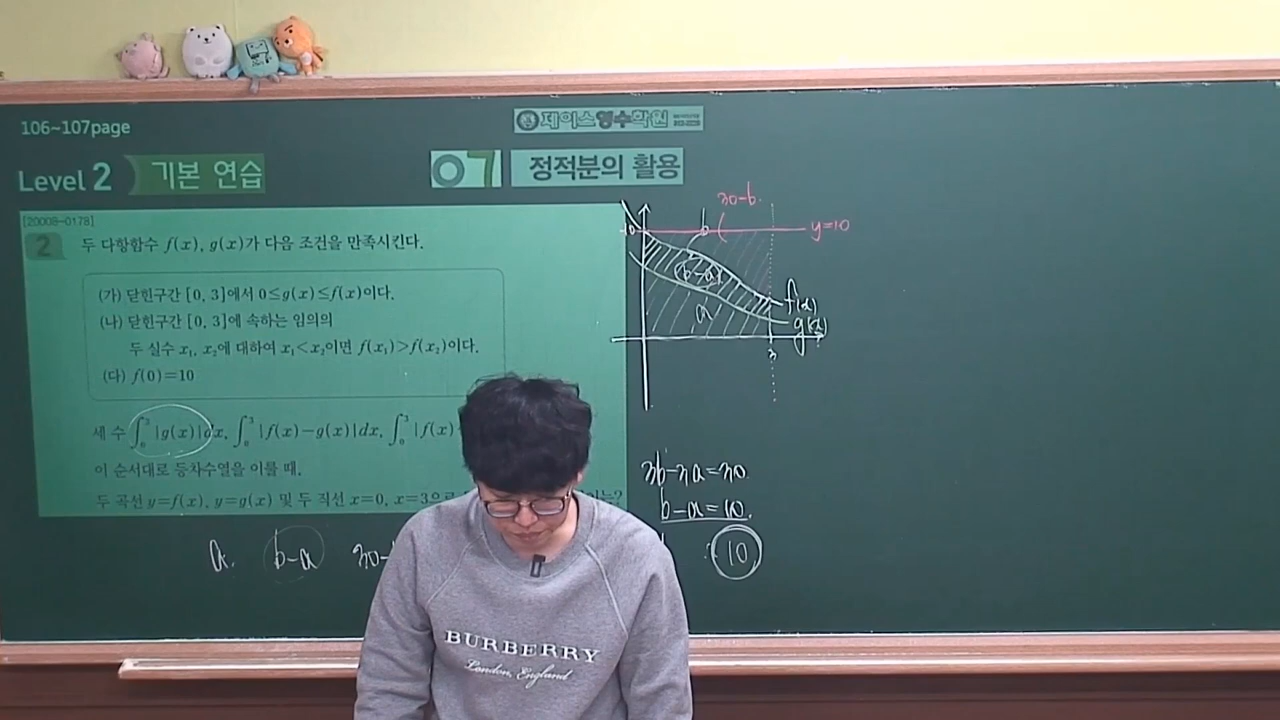 106~107page
제이스영수학원
Level 2 기본 연습
07 정적분의 활용
[20008-0178]
2 두 다항함수 f(x), g(x)가 다음 조건을 만족시킨다.
(가) 닫힌구간 [0, 3]에서 0≤g(x)≤f(x)이다.
(나) 닫힌구간 [0, 3]에 속하는 임의의
두 실수 x₁, x₂에 대하여 x₁<x₂이면 f(x₁)>f(x₂)이다.
(다) f(0)=10
세 수 ∫₀³|g(x)|dx, ∫₀³|f(x)-g(x)|dx, ∫₀³|f(x)
이 순서대로 등차수열을 이룰 때,
두 곡선 y=f(x), y=g(x) 및 두 직선 x=0, x=3으로 는?
a. b-a 30-
30-b.
10 b y=10
(b-a)
a
f(x)
g(x)
3
3b-3a=30.
b-a=10.
10
BURBERRY
London, England